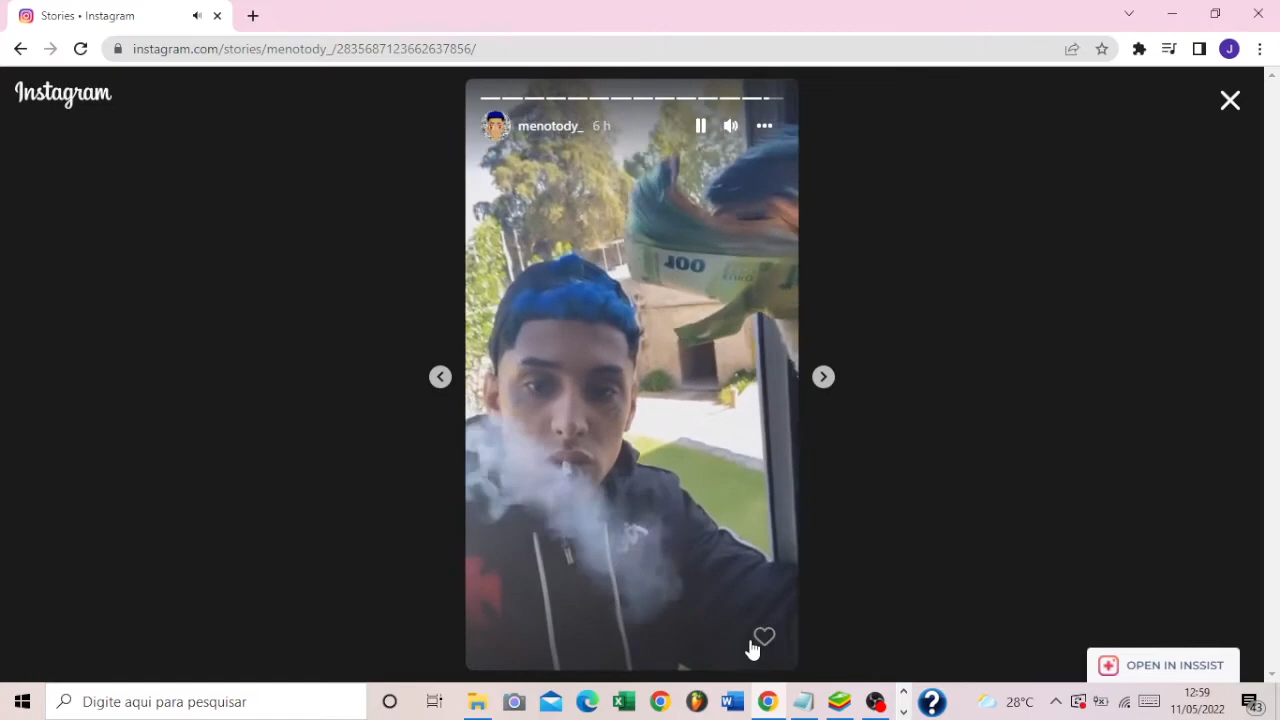 Stories • Instagram
instagram.com/stories/menotody_/2835687123662637856/
J
Instagram
menotody_ 6 h
100
OPEN IN INSSIST
Digite aqui para pesquisar
28°C
12:59
11/05/2022
43